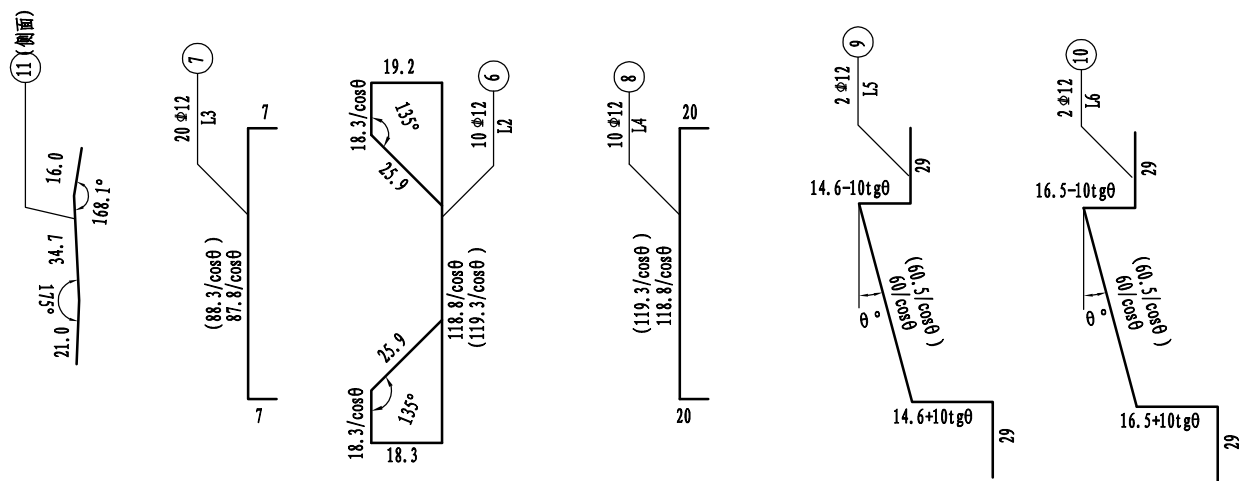 11
(侧面)
16.0
168.1°
34.7
175°
21.0
7
20Φ12
L3
7
(88.3/cosθ)
87.8/cosθ
7
19.2
18.3/cosθ
135°
25.9
6
10Φ12
L2
118.8/cosθ
(119.3/cosθ)
25.9
18.3/cosθ
135°
18.3
8
10Φ12
L4
20
(119.3/cosθ)
118.8/cosθ
20
9
2Φ12
L5
29
14.6-10tgθ
(60.5/cosθ)
60/cosθ
θ°
14.6+10tgθ
29
10
2Φ12
L6
29
16.5-10tgθ
(60.5/cosθ)
60/cosθ
θ°
16.5+10tgθ
29